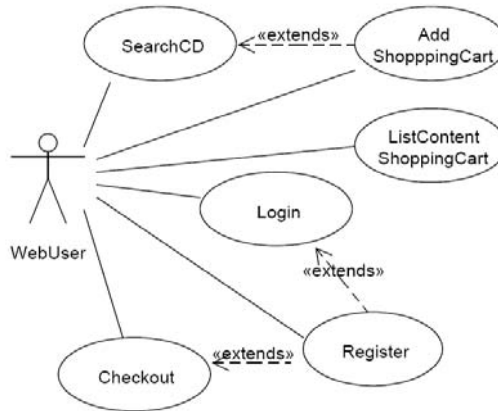 SearchCD
«extends»
Add
ShopppingCart
ListContent
ShoppingCart
Login
WebUser
«extends»
Checkout
«extends»
Register